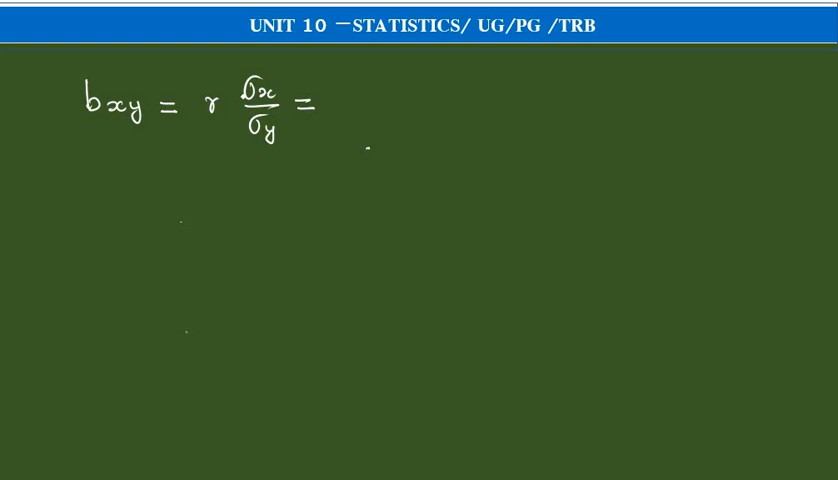 UNIT 10 –STATISTICS/ UG/PG /TRB
bxy = r σx/σy =